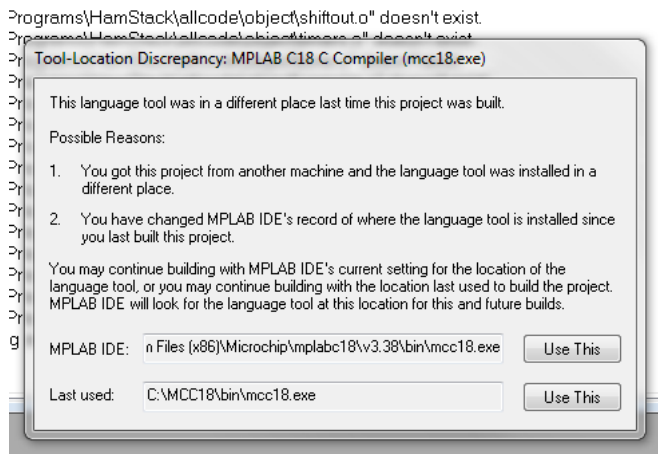 Programs\HamStack\allcode\object\shiftout.o" doesn't exist.
Programs\HamStack\allcode\object\timers.o" doesn't exist
Tool-Location Discrepancy: MPLAB C18 C Compiler (mcc18.exe)
This language tool was in a different place last time this project was built.
Possible Reasons:
1. You got this project from another machine and the language tool was installed in a
different place.
2. You have changed MPLAB IDE's record of where the language tool is installed since
you last built this project.
You may continue building with MPLAB IDE's current setting for the location of the
language tool, or you may continue building with the location last used to build the project.
MPLAB IDE will look for the language tool at this location for this and future builds.
MPLAB IDE: n Files (x86)\Microchip\mplabc18\v3.38\bin\mcc18.exe Use This
Last used: C:\MCC18\bin\mcc18.exe Use This